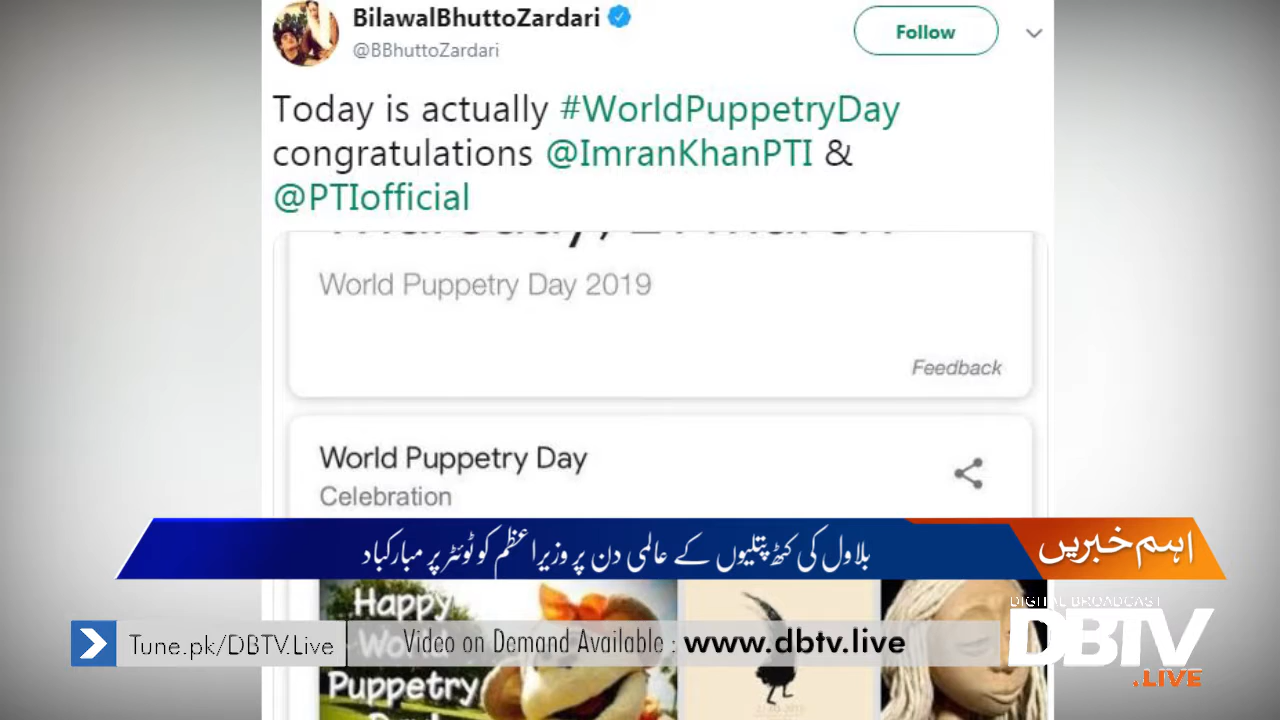 BilawalBhuttoZardari
@BBhuttoZardari
Follow
Today is actually #WorldPuppetryDay
congratulations @ImranKhanPTI &
@PTIofficial
World Puppetry Day 2019
Feedback
World Puppetry Day
Celebration
بلاول کی کٹھ پتلیوں کے عالمی دن پر وزیراعظم کو ٹوئٹر پر مبارکباد
اہم خبریں
Happy
World
Puppetry
Day!
DIGITAL BROADCAST
DBTV
.LIVE
Tune.pk/DBTV.Live
Video on Demand Available : www.dbtv.live